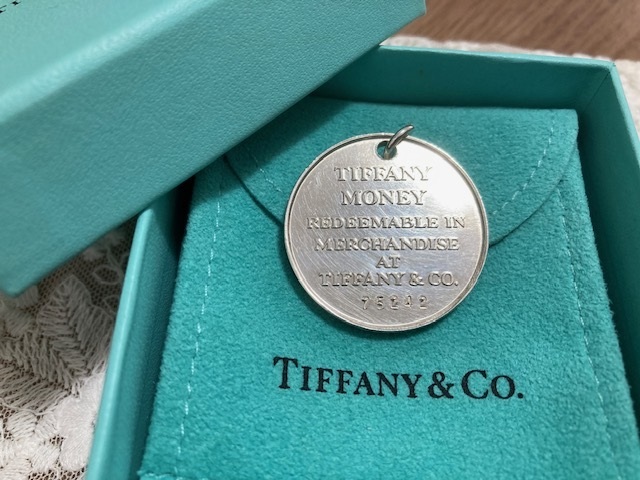 TIFFANY
MONEY
REDEEMABLE IN
MERCHANDISE
AT
TIFFANY & CO.
75242
TIFFANY & CO.